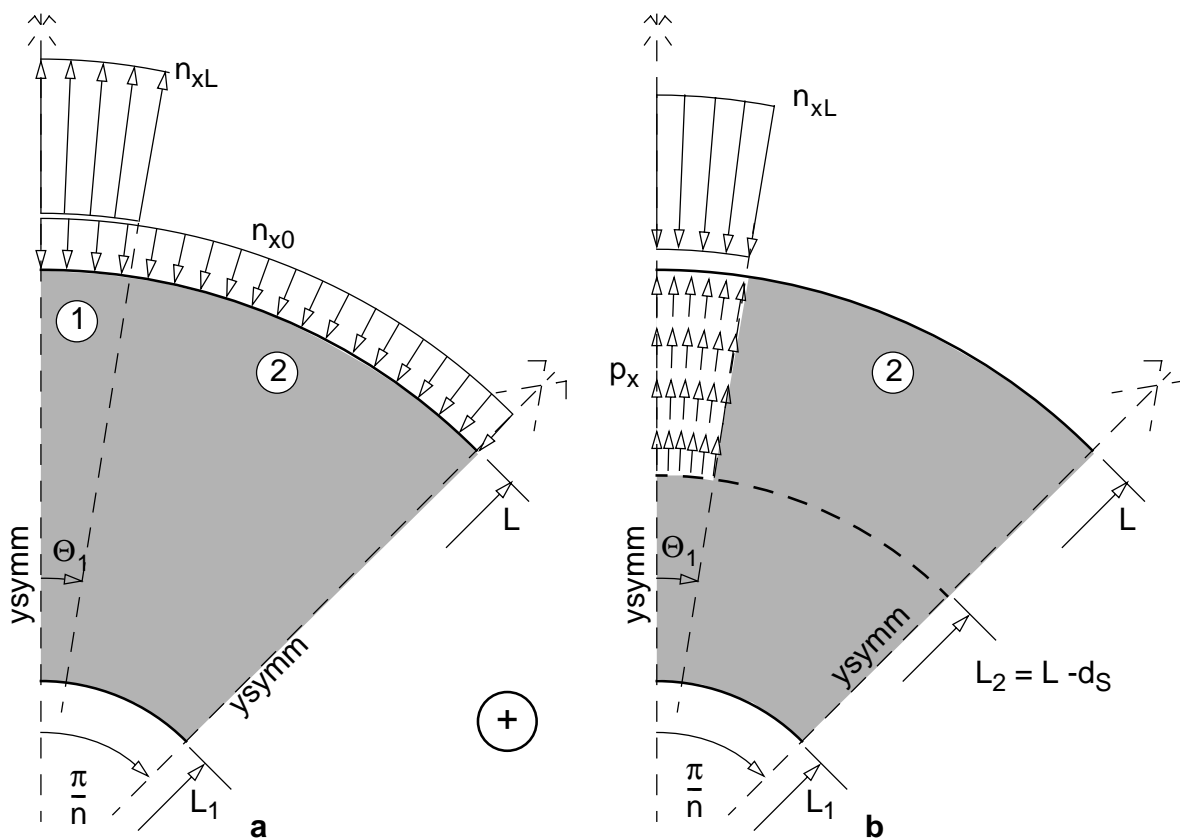 n_xL
n_x0
1
2
Θ_1
ysymm
ysymm
L
π/n
L_1
a
+
n_xL
p_x
2
Θ_1
ysymm
ysymm
L
L_2 = L -d_S
π/n
L_1
b